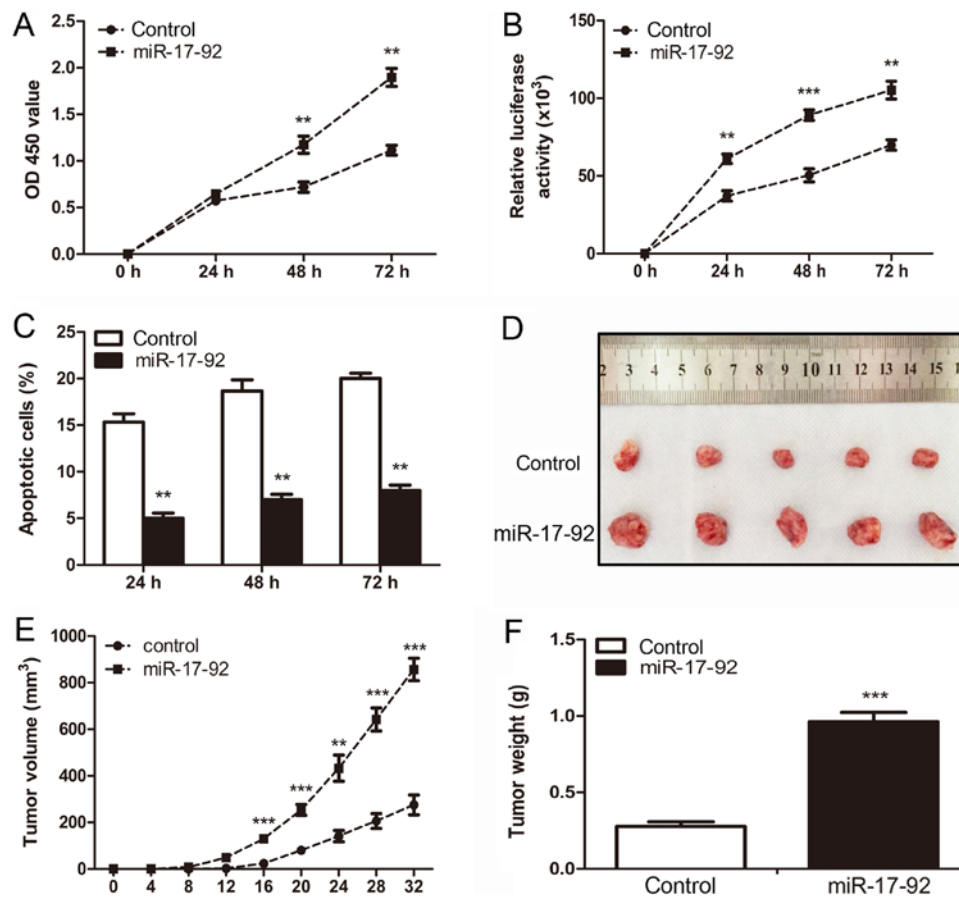 A
Control
miR-17-92
OD 450 value
2.5
2.0
1.5
1.0
0.5
0.0
**
**
0 h
24 h
48 h
72 h
B
Control
miR-17-92
Relative luciferase
activity (x10³)
150
100
50
0
**
***
**
0 h
24 h
48 h
72 h
C
Control
miR-17-92
Apoptotic cells (%)
25
20
15
10
5
0
**
**
**
24 h
48 h
72 h
D
2 3 4 5 6 7 8 9 10 11 12 13 14 15 1
Control
miR-17-92
E
control
miR-17-92
Tumor volume (mm³)
1000
800
600
400
200
0
***
***
**
***
***
0 4 8 12 16 20 24 28 32
F
Control
miR-17-92
Tumor weight (g)
1.5
1.0
0.5
0.0
***
Control
miR-17-92